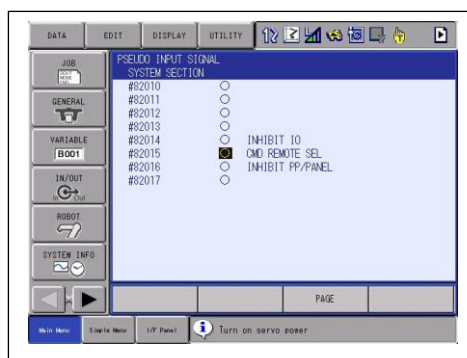 DATA EDIT DISPLAY UTILITY
JOB
GENERAL
VARIABLE
B001
IN/OUT
In Out
ROBOT
SYSTEM INFO
PSEUDO INPUT SIGNAL
SYSTEM SECTION
#82010
#82011
#82012
#82013
#82014 INHIBIT IO
#82015 CMD REMOTE SEL
#82016 INHIBIT PP/PANEL
#82017
PAGE
Main Menu Simple Menu I/F Panel Turn on servo power